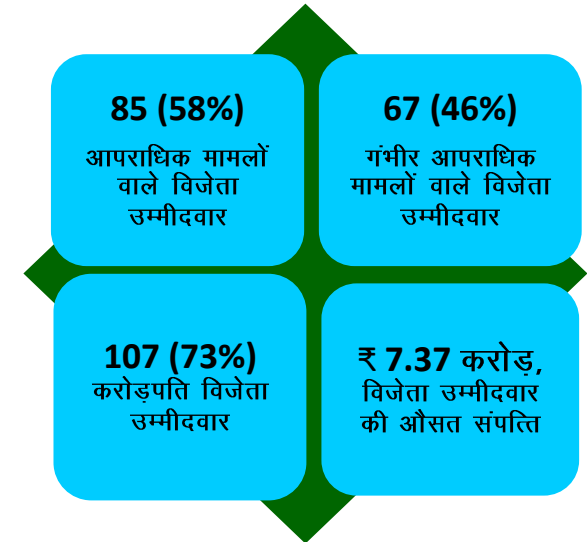 85 (58%)
आपराधिक मामलों
वाले विजेता
उम्मीदवार
67 (46%)
गंभीर आपराधिक
मामलों वाले विजेता
उम्मीदवार
107 (73%)
करोड़पति विजेता
उम्मीदवार
₹ 7.37 करोड़,
विजेता उम्मीदवार
की औसत संपत्ति